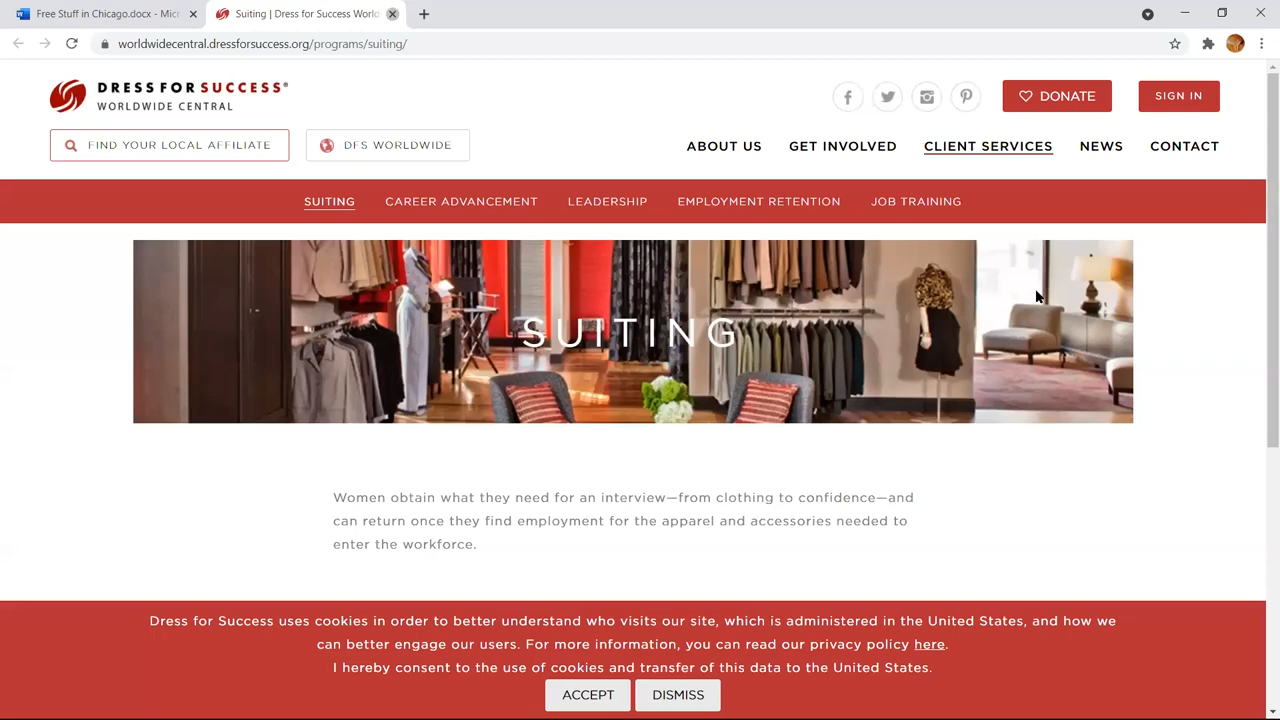 Free Stuff in Chicago.docx - Micr
Suiting | Dress for Success World
worldwidecentral.dressforsuccess.org/programs/suiting/
DRESS FOR SUCCESS®
WORLDWIDE CENTRAL
DONATE
SIGN IN
FIND YOUR LOCAL AFFILIATE
DFS WORLDWIDE
ABOUT US
GET INVOLVED
CLIENT SERVICES
NEWS
CONTACT
SUITING
CAREER ADVANCEMENT
LEADERSHIP
EMPLOYMENT RETENTION
JOB TRAINING
SUITING
Women obtain what they need for an interview—from clothing to confidence—and
can return once they find employment for the apparel and accessories needed to
enter the workforce.
Dress for Success uses cookies in order to better understand who visits our site, which is administered in the United States, and how we
can better engage our users. For more information, you can read our privacy policy here.
I hereby consent to the use of cookies and transfer of this data to the United States.
ACCEPT
DISMISS